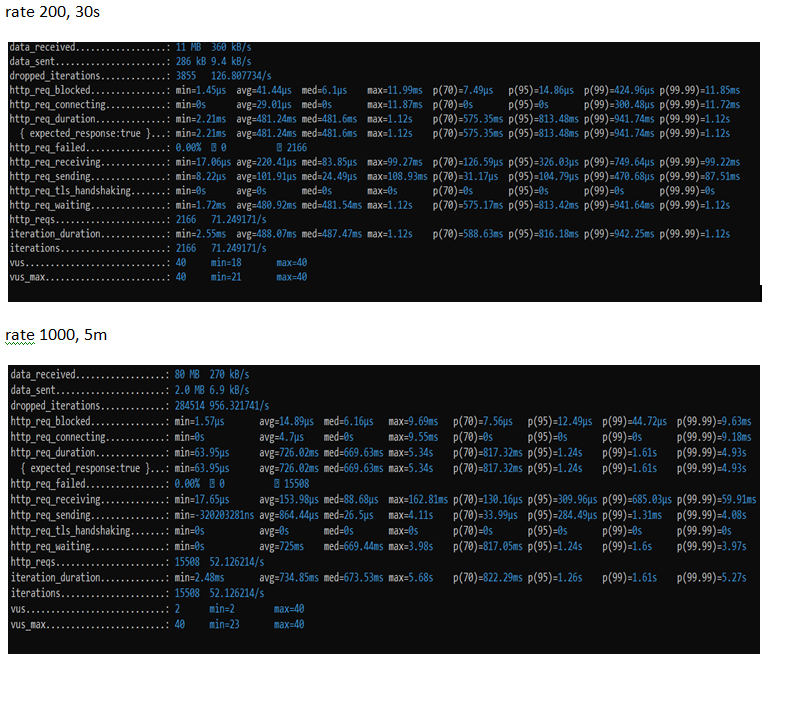 rate 200, 30s
data_received..................: 11 MB 360 kB/s
data_sent......................: 286 kB 9.4 kB/s
dropped_iterations.............: 3855 126.807734/s
http_req_blocked...............: min=1.45µs avg=41.44µs med=6.1µs max=11.99ms p(70)=7.49µs p(95)=14.86µs p(99)=424.96µs p(99.99)=11.85ms
http_req_connecting............: min=0s avg=29.01µs med=0s max=11.87ms p(70)=0s p(95)=0s p(99)=300.48µs p(99.99)=11.72ms
http_req_duration..............: min=2.21ms avg=481.24ms med=481.6ms max=1.12s p(70)=575.35ms p(95)=813.48ms p(99)=941.74ms p(99.99)=1.12s
{ expected_response:true }...: min=2.21ms avg=481.24ms med=481.6ms max=1.12s p(70)=575.35ms p(95)=813.48ms p(99)=941.74ms p(99.99)=1.12s
http_req_failed................: 0.00% 0 2166
http_req_receiving.............: min=17.06µs avg=220.41µs med=83.85µs max=99.27ms p(70)=126.59µs p(95)=326.03µs p(99)=749.64µs p(99.99)=99.22ms
http_req_sending...............: min=8.22µs avg=101.91µs med=24.49µs max=108.93ms p(70)=31.17µs p(95)=104.79µs p(99)=470.68µs p(99.99)=87.51ms
http_req_tls_handshaking.......: min=0s avg=0s med=0s max=0s p(70)=0s p(95)=0s p(99)=0s p(99.99)=0s
http_req_waiting...............: min=1.72ms avg=480.92ms med=481.54ms max=1.12s p(70)=575.17ms p(95)=813.42ms p(99)=941.64ms p(99.99)=1.12s
http_reqs......................: 2166 71.249171/s
iteration_duration.............: min=2.55ms avg=488.07ms med=487.47ms max=1.12s p(70)=588.63ms p(95)=816.18ms p(99)=942.25ms p(99.99)=1.12s
iterations.....................: 2166 71.249171/s
vus............................: 40 min=18 max=40
vus_max........................: 40 min=21 max=40
rate 1000, 5m
data_received..................: 80 MB 270 kB/s
data_sent......................: 2.0 MB 6.9 kB/s
dropped_iterations.............: 284514 956.321741/s
http_req_blocked...............: min=1.57µs avg=14.89µs med=6.16µs max=9.69ms p(70)=7.56µs p(95)=12.49µs p(99)=44.72µs p(99.99)=9.63ms
http_req_connecting............: min=0s avg=4.7µs med=0s max=9.55ms p(70)=0s p(95)=0s p(99)=0s p(99.99)=9.18ms
http_req_duration..............: min=63.95µs avg=726.02ms med=669.63ms max=5.34s p(70)=817.32ms p(95)=1.24s p(99)=1.61s p(99.99)=4.93s
{ expected_response:true }...: min=63.95µs avg=726.02ms med=669.63ms max=5.34s p(70)=817.32ms p(95)=1.24s p(99)=1.61s p(99.99)=4.93s
http_req_failed................: 0.00% 0 15508
http_req_receiving.............: min=17.65µs avg=153.98µs med=88.68µs max=162.81ms p(70)=130.16µs p(95)=309.96µs p(99)=685.03µs p(99.99)=59.91ms
http_req_sending...............: min=-320203281ns avg=864.44µs med=26.5µs max=4.11s p(70)=33.99µs p(95)=284.49µs p(99)=1.31ms p(99.99)=4.08s
http_req_tls_handshaking.......: min=0s avg=0s med=0s max=0s p(70)=0s p(95)=0s p(99)=0s p(99.99)=0s
http_req_waiting...............: min=0s avg=725ms med=669.44ms max=3.98s p(70)=817.05ms p(95)=1.24s p(99)=1.6s p(99.99)=3.97s
http_reqs......................: 15508 52.126214/s
iteration_duration.............: min=2.48ms avg=734.85ms med=673.53ms max=5.68s p(70)=822.29ms p(95)=1.26s p(99)=1.61s p(99.99)=5.27s
iterations.....................: 15508 52.126214/s
vus............................: 2 min=2 max=40
vus_max........................: 40 min=23 max=40